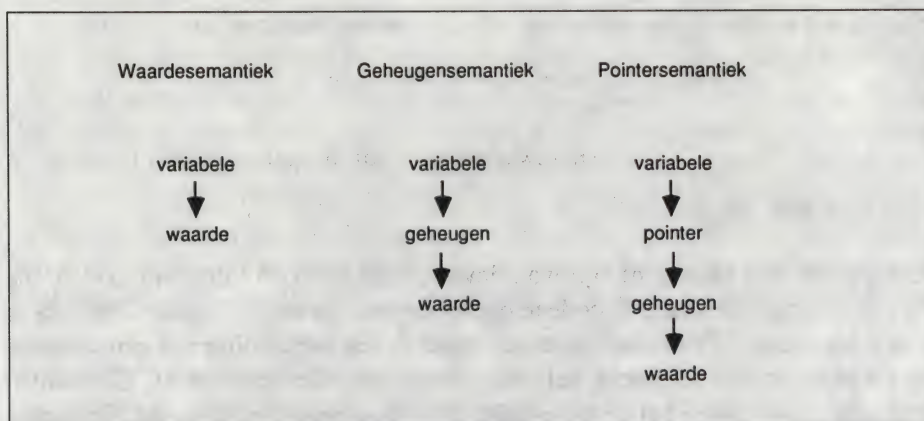 Waardesemantiek Geheugensemantiek Pointersemantiek
variabele variabele variabele
waarde geheugen pointer
waarde geheugen
waarde